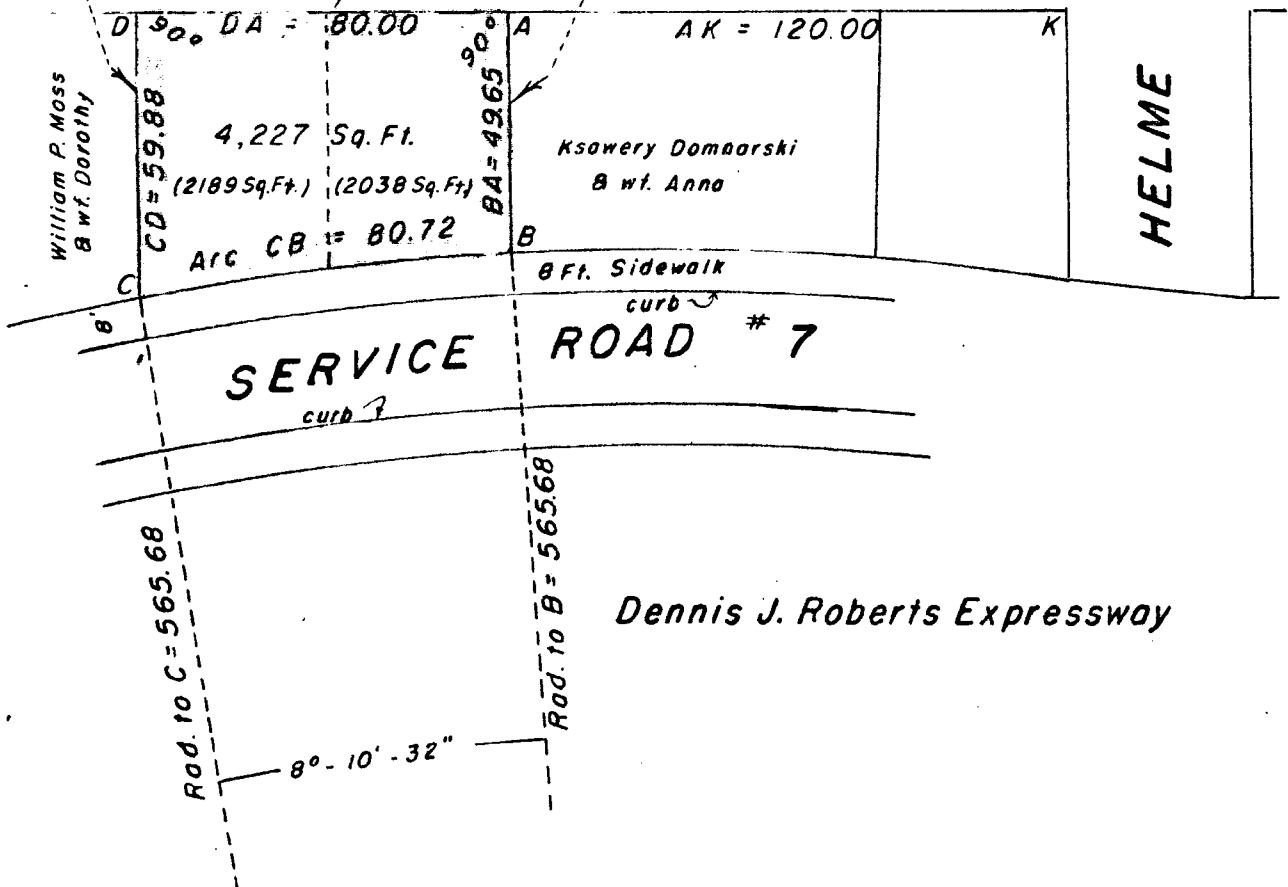 D 90° DA = 80.00 90° A AK = 120.00 K
William P. Moss
& wf. Dorothy
CD = 59.88
4,227 Sq. Ft.
(2189 Sq. Ft.) (2038 Sq. Ft)
BA = 49.65
Ksawery Domnarski
& wf. Anna
HELME
Arc CB = 80.72
B
C
8'
8 Ft. Sidewalk
curb
SERVICE ROAD # 7
curb
Rad. to C = 565.68
Rad. to B = 565.68
Dennis J. Roberts Expressway
8° - 10' - 32"